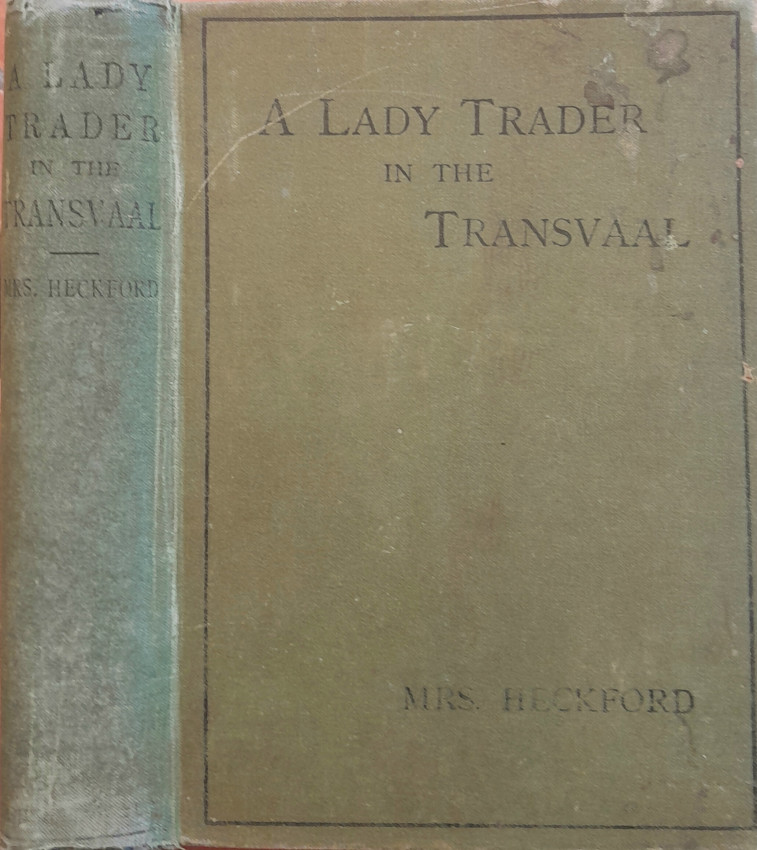 A LADY
TRADER
IN THE
TRANSVAAL
MRS. HECKFORD
A LADY TRADER
IN THE
TRANSVAAL
MRS. HECKFORD